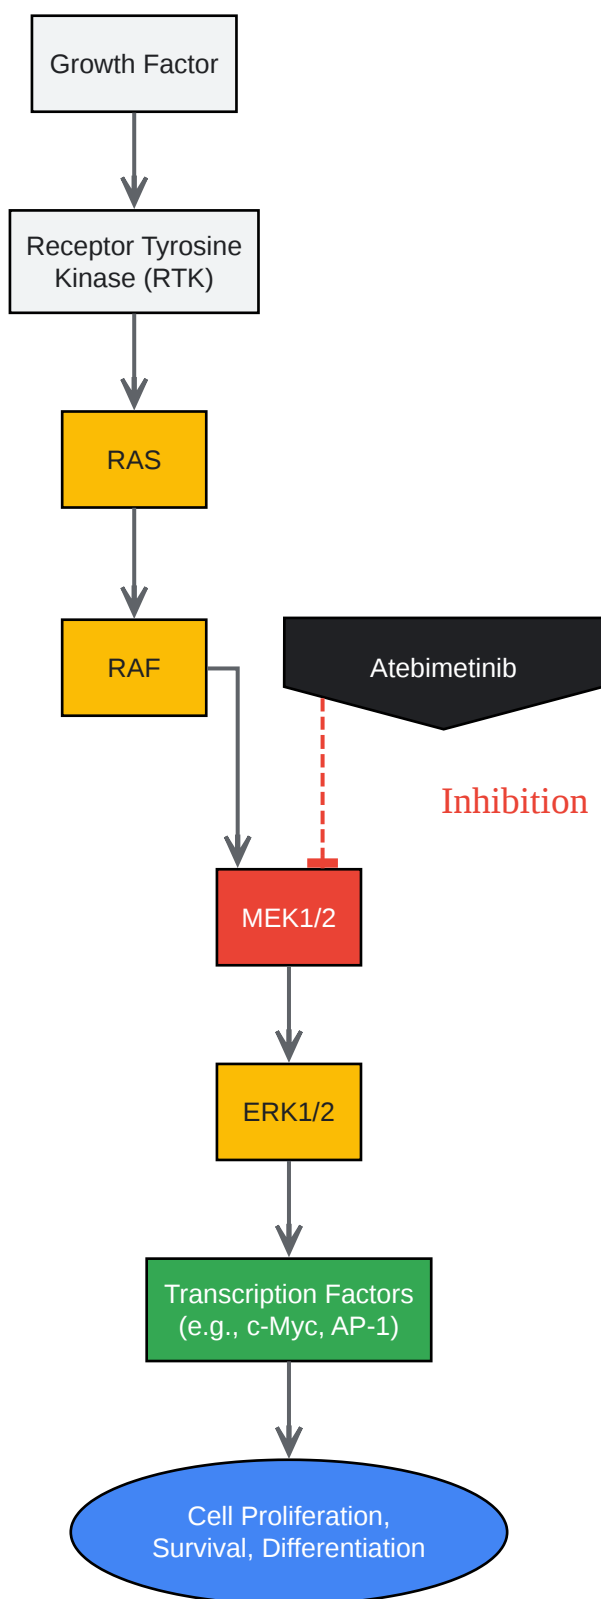 Growth Factor
Receptor Tyrosine
Kinase (RTK)
RAS
RAF
Atebimetinib
Inhibition
MEK1/2
ERK1/2
Transcription Factors
(e.g., c-Myc, AP-1)
Cell Proliferation,
Survival, Differentiation